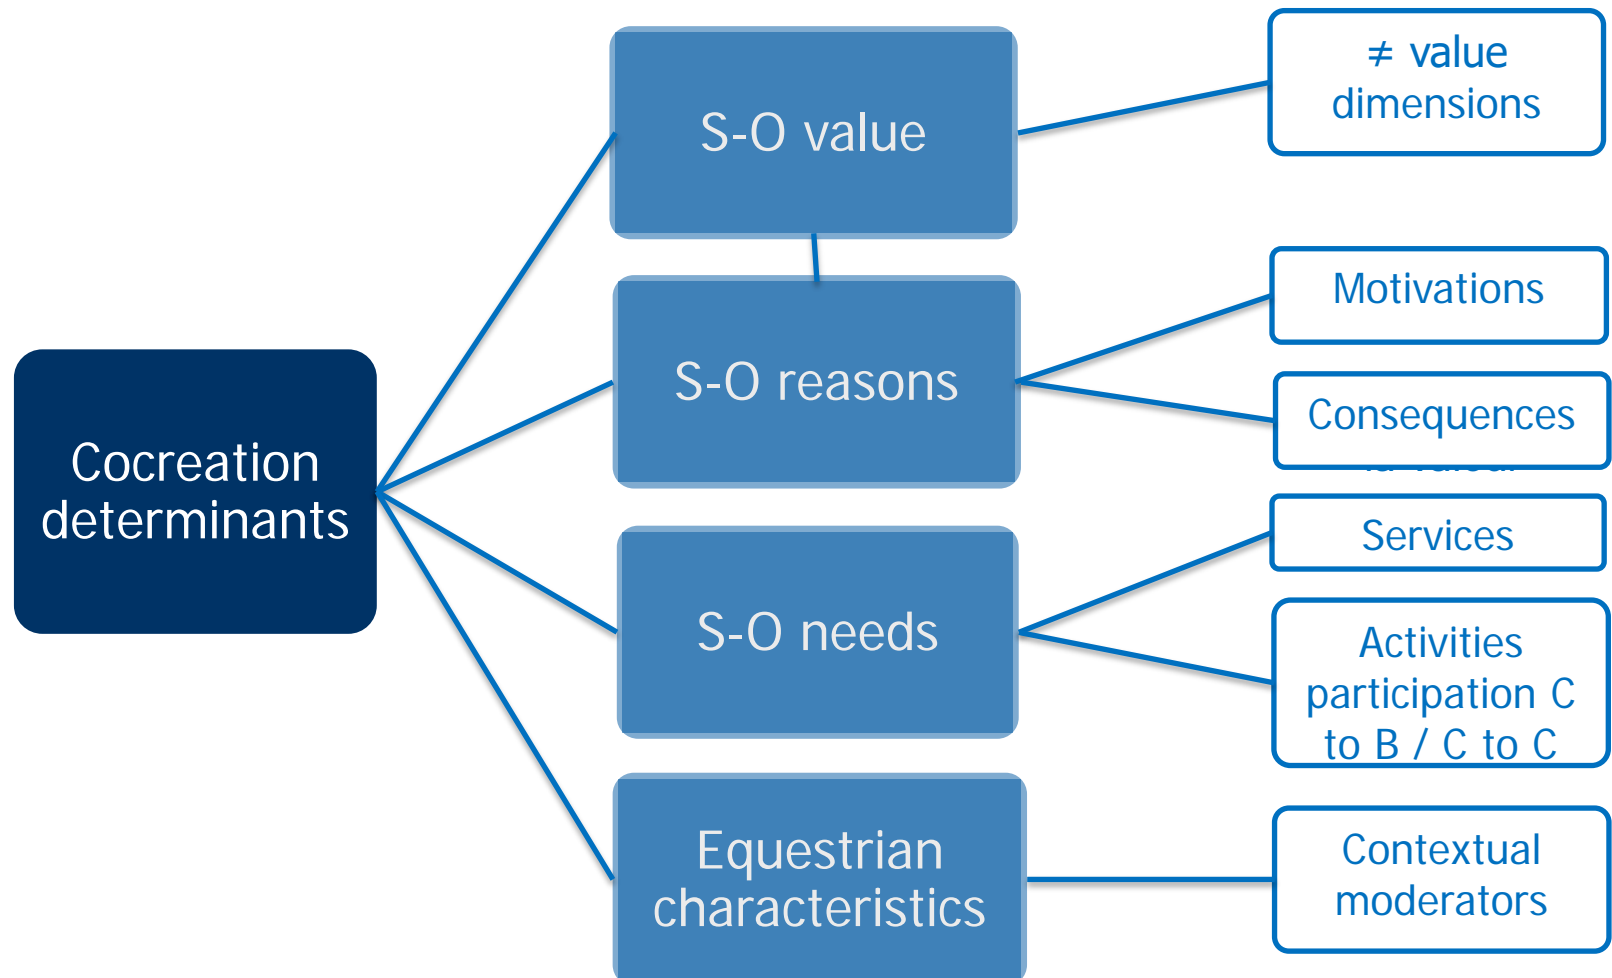 ≠ value
dimensions
S-O value
Motivations
S-O reasons
Consequences
Cocreation
determinants
Services
S-O needs
Activities
participation C
to B / C to C
Equestrian
characteristics
Contextual
moderators